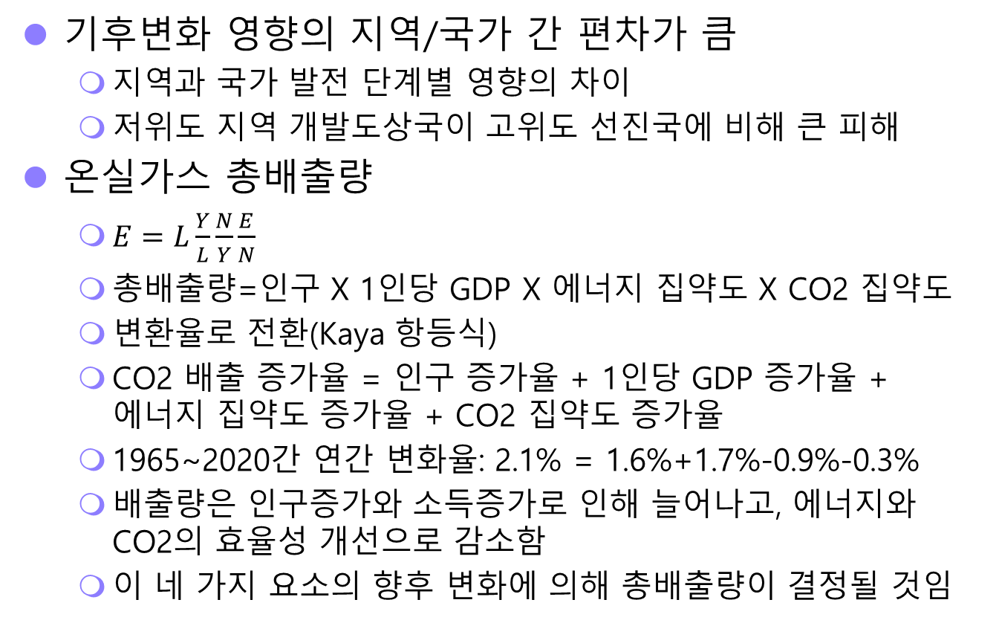 기후변화 영향의 지역/국가 간 편차가 큼
지역과 국가 발전 단계별 영향의 차이
저위도 지역 개발도상국이 고위도 선진국에 비해 큰 피해
온실가스 총배출량
E = L Y/L N/Y E/N
총배출량=인구 X 1인당 GDP X 에너지 집약도 X CO2 집약도
변환율로 전환(Kaya 항등식)
CO2 배출 증가율 = 인구 증가율 + 1인당 GDP 증가율 +
에너지 집약도 증가율 + CO2 집약도 증가율
1965~2020간 연간 변화율: 2.1% = 1.6%+1.7%-0.9%-0.3%
배출량은 인구증가와 소득증가로 인해 늘어나고, 에너지와
CO2의 효율성 개선으로 감소함
이 네 가지 요소의 향후 변화에 의해 총배출량이 결정될 것임